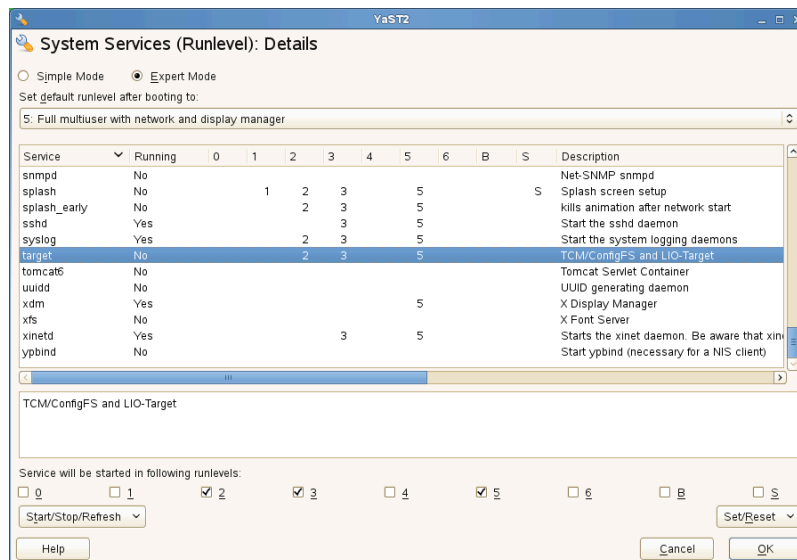 YaST2
System Services (Runlevel): Details
Simple Mode Expert Mode
Set default runlevel after booting to:
5: Full multiuser with network and display manager
Service Running 0 1 2 3 4 5 6 B S Description
snmpd No Net-SNMP snmpd
splash No 1 2 3 5 S Splash screen setup
splash_early No 2 3 5 kills animation after network start
sshd Yes 3 5 Start the sshd daemon
syslog Yes 2 3 5 Start the system logging daemons
target No 2 3 5 TCM/ConfigFS and LIO-Target
tomcat6 No Tomcat Servlet Container
uuidd No UUID generating daemon
xdm Yes 5 X Display Manager
xfs No X Font Server
xinetd Yes 3 5 Starts the xinet daemon. Be aware that xin
ypbind No Start ypbind (necessary for a NIS client)
TCM/ConfigFS and LIO-Target
Service will be started in following runlevels:
0 1 2 3 4 5 6 B S
Start/Stop/Refresh Set/Reset
Help Cancel OK